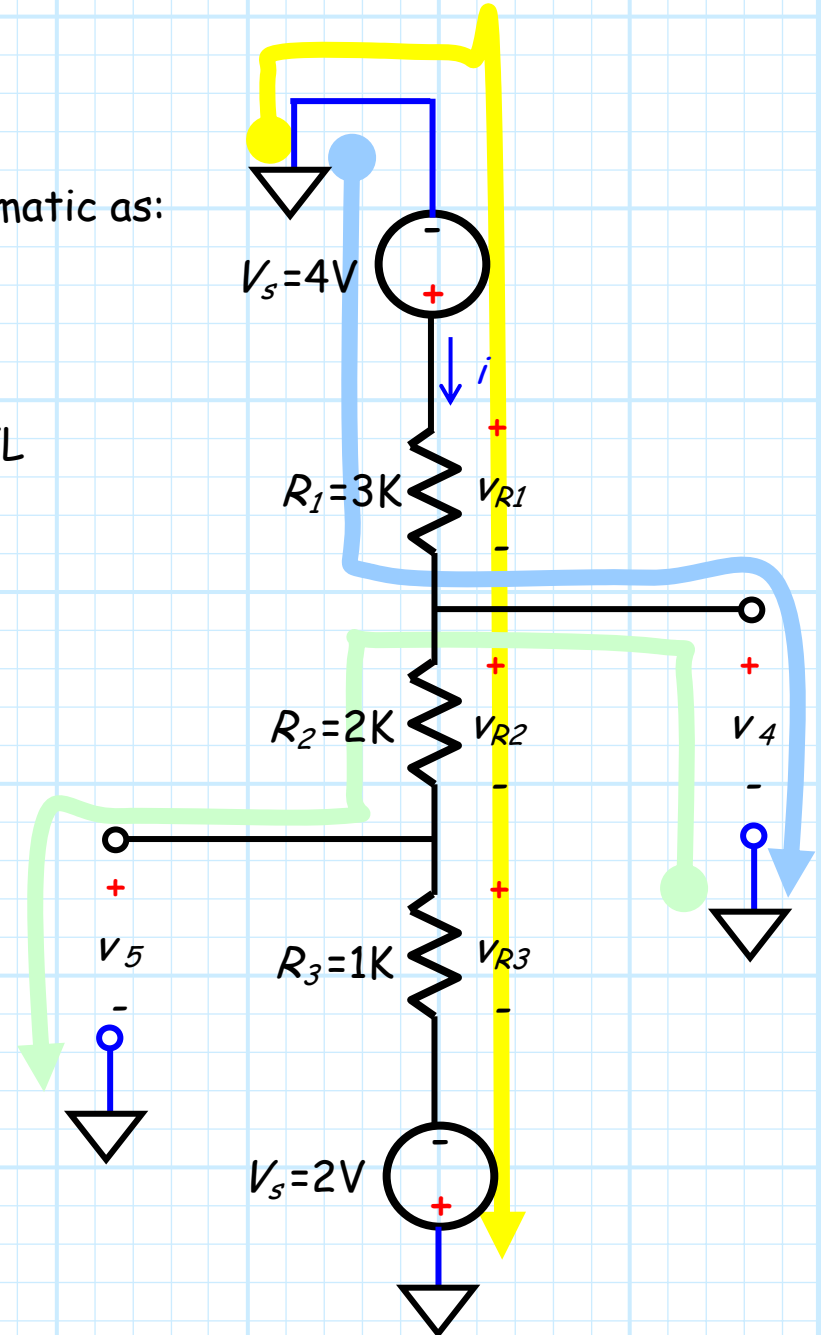 matic as:
-
Vs=4V
+
i
L
+
R1=3K vR1
-
+
+
R2=2K vR2
v4
-
-
+
+
v5
R3=1K vR3
-
-
-
Vs=2V
+